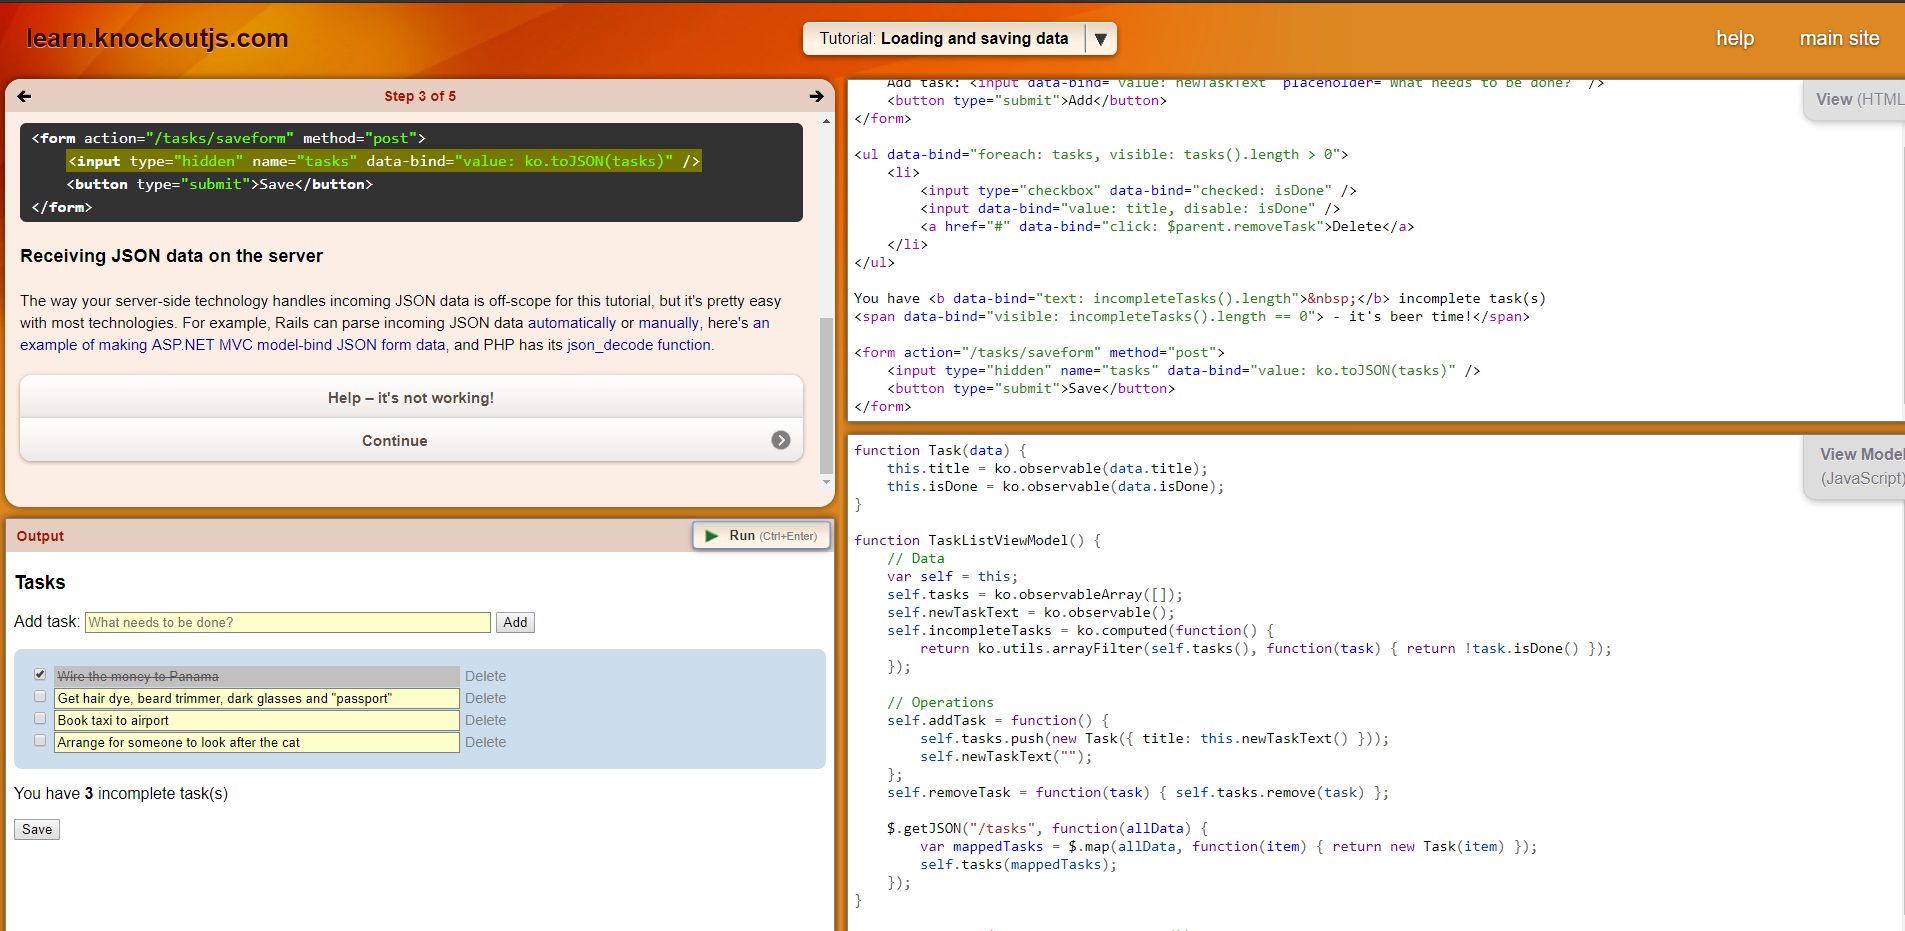 learn.knockoutjs.com
Tutorial: Loading and saving data
help
main site
Step 3 of 5
<form action="/tasks/saveform" method="post">
    <input type="hidden" name="tasks" data-bind="value: ko.toJSON(tasks)" />
    <button type="submit">Save</button>
</form>
Receiving JSON data on the server
The way your server-side technology handles incoming JSON data is off-scope for this tutorial, but it's pretty easy
with most technologies. For example, Rails can parse incoming JSON data automatically or manually, here's an
example of making ASP.NET MVC model-bind JSON form data, and PHP has its json_decode function.
Help – it's not working!
Continue
Output
Run (Ctrl+Enter)
Tasks
Add task: What needs to be done? Add
Wire the money to Panama Delete
Get hair dye, beard trimmer, dark glasses and "passport" Delete
Book taxi to airport Delete
Arrange for someone to look after the cat Delete
You have 3 incomplete task(s)
Save
    Add task: <input data-bind="value: newTaskText" placeholder="What needs to be done?" />
    <button type="submit">Add</button>
</form>
<ul data-bind="foreach: tasks, visible: tasks().length > 0">
    <li>
        <input type="checkbox" data-bind="checked: isDone" />
        <input data-bind="value: title, disable: isDone" />
        <a href="#" data-bind="click: $parent.removeTask">Delete</a>
    </li>
</ul>
You have <b data-bind="text: incompleteTasks().length">&nbsp;</b> incomplete task(s)
<span data-bind="visible: incompleteTasks().length == 0"> - it's beer time!</span>
<form action="/tasks/saveform" method="post">
    <input type="hidden" name="tasks" data-bind="value: ko.toJSON(tasks)" />
    <button type="submit">Save</button>
</form>
View (HTML
function Task(data) {
    this.title = ko.observable(data.title);
    this.isDone = ko.observable(data.isDone);
}
function TaskListViewModel() {
    // Data
    var self = this;
    self.tasks = ko.observableArray([]);
    self.newTaskText = ko.observable();
    self.incompleteTasks = ko.computed(function() {
        return ko.utils.arrayFilter(self.tasks(), function(task) { return !task.isDone() });
    });
    // Operations
    self.addTask = function() {
        self.tasks.push(new Task({ title: this.newTaskText() }));
        self.newTaskText("");
    };
    self.removeTask = function(task) { self.tasks.remove(task) };
    $.getJSON("/tasks", function(allData) {
        var mappedTasks = $.map(allData, function(item) { return new Task(item) });
        self.tasks(mappedTasks);
    });
}
View Model
(JavaScript)